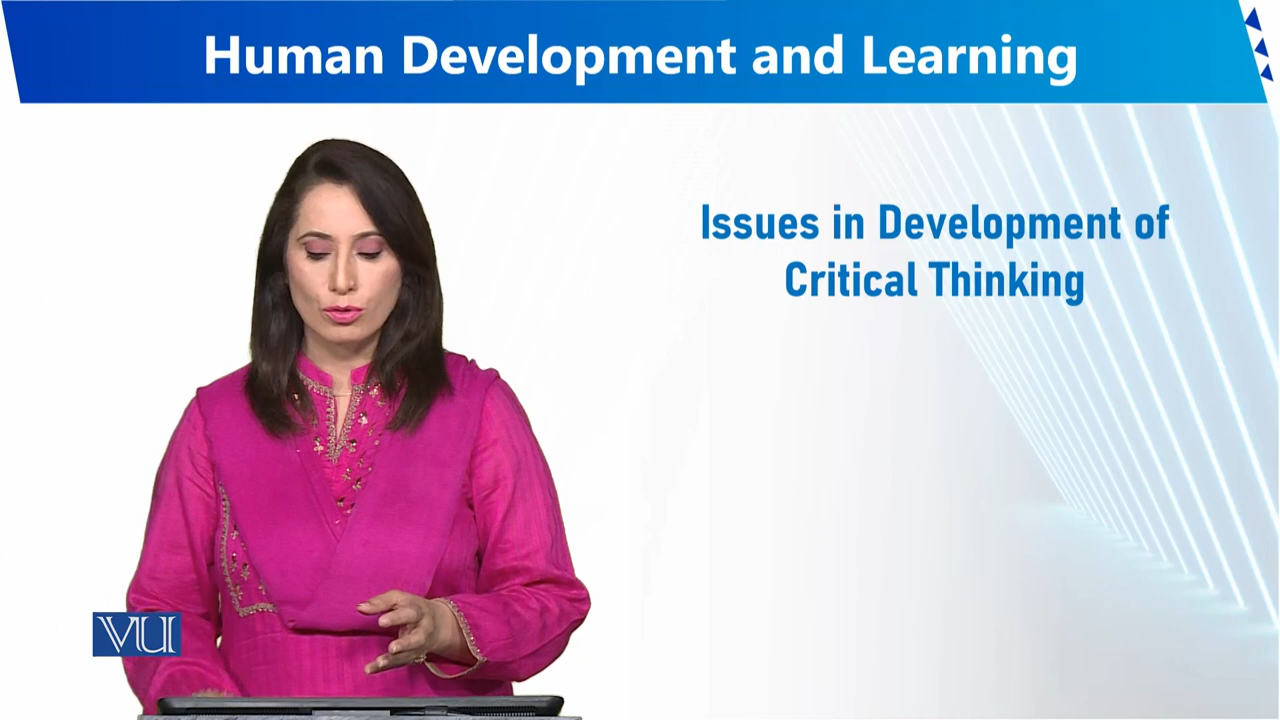 Human Development and Learning
Issues in Development of
Critical Thinking
VU